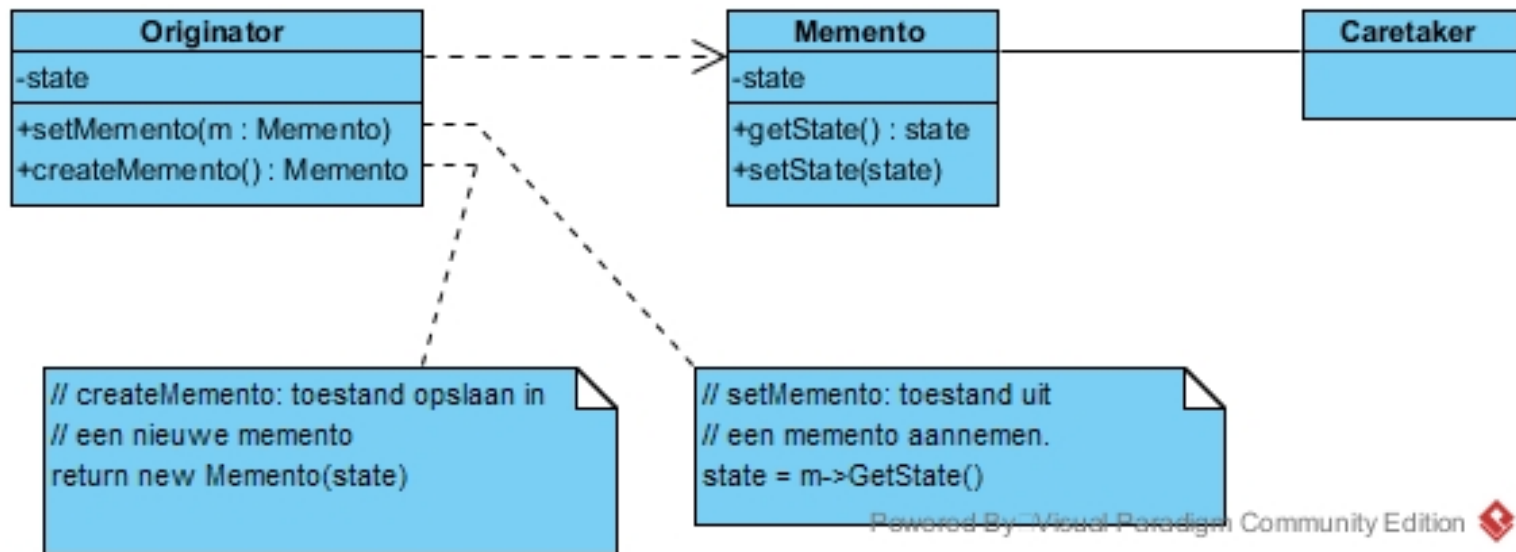 Originator
-state
+setMemento(m : Memento)
+createMemento() : Memento
Memento
-state
+getState() : state
+setState(state)
Caretaker
// createMemento: toestand opslaan in
// een nieuwe memento
return new Memento(state)
// setMemento: toestand uit
// een memento aannemen.
state = m->GetState()
Powered By Visual Paradigm Community Edition